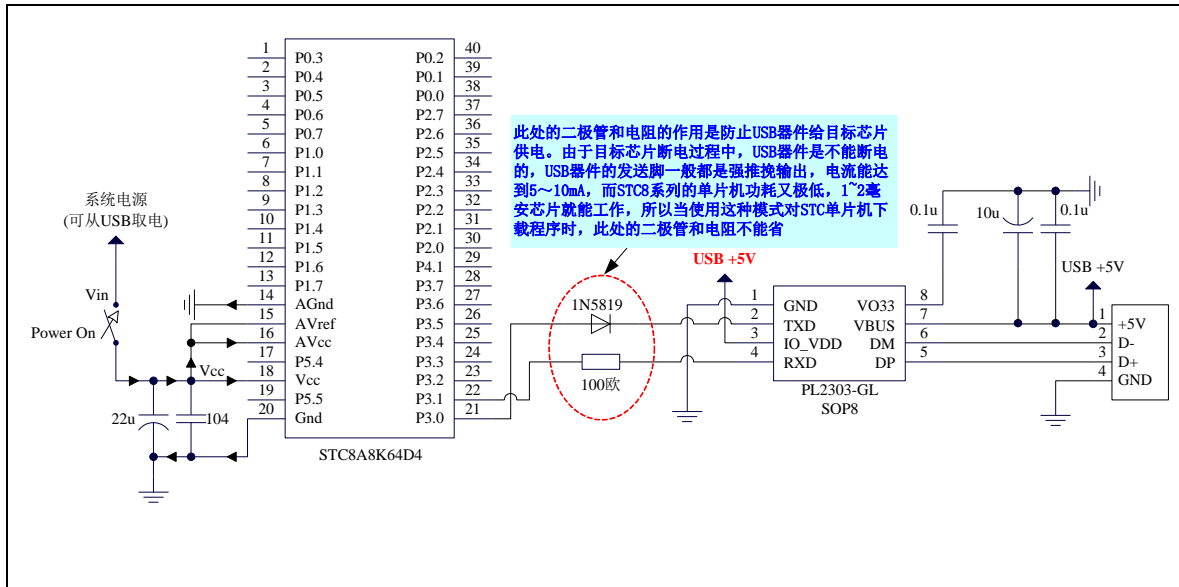 1 P0.3 P0.2 40
2 P0.4 P0.1 39
3 P0.5 P0.0 38
4 P0.6 P2.7 37
5 P0.7 P2.6 36
6 P1.0 P2.5 35
7 P1.1 P2.4 34
8 P1.2 P2.3 33
9 P1.3 P2.2 32
10 P1.4 P2.1 31
11 P1.5 P2.0 30
12 P1.6 P4.1 29
13 P1.7 P3.7 28
14 AGnd P3.6 27
15 AVref P3.5 26
16 AVcc P3.4 25
17 P5.4 P3.3 24
18 Vcc P3.2 23
19 P5.5 P3.1 22
20 Gnd P3.0 21
STC8A8K64D4
系统电源
(可从USB取电)
Vin
Power On
Vcc
22u
104
此处的二极管和电阻的作用是防止USB器件给目标芯片
供电。由于目标芯片断电过程中，USB器件是不能断电
的，USB器件的发送脚一般都是强推挽输出，电流能达
到5～10mA，而STC8系列的单片机功耗又极低，1~2毫
安芯片就能工作，所以当使用这种模式对STC单片机下
载程序时，此处的二极管和电阻不能省
1N5819
100欧
USB +5V
1 GND VO33 8
2 TXD VBUS 7
3 IO_VDD DM 6
4 RXD DP 5
PL2303-GL
SOP8
0.1u
10u
0.1u
USB +5V
1 +5V
2 D-
3 D+
4 GND